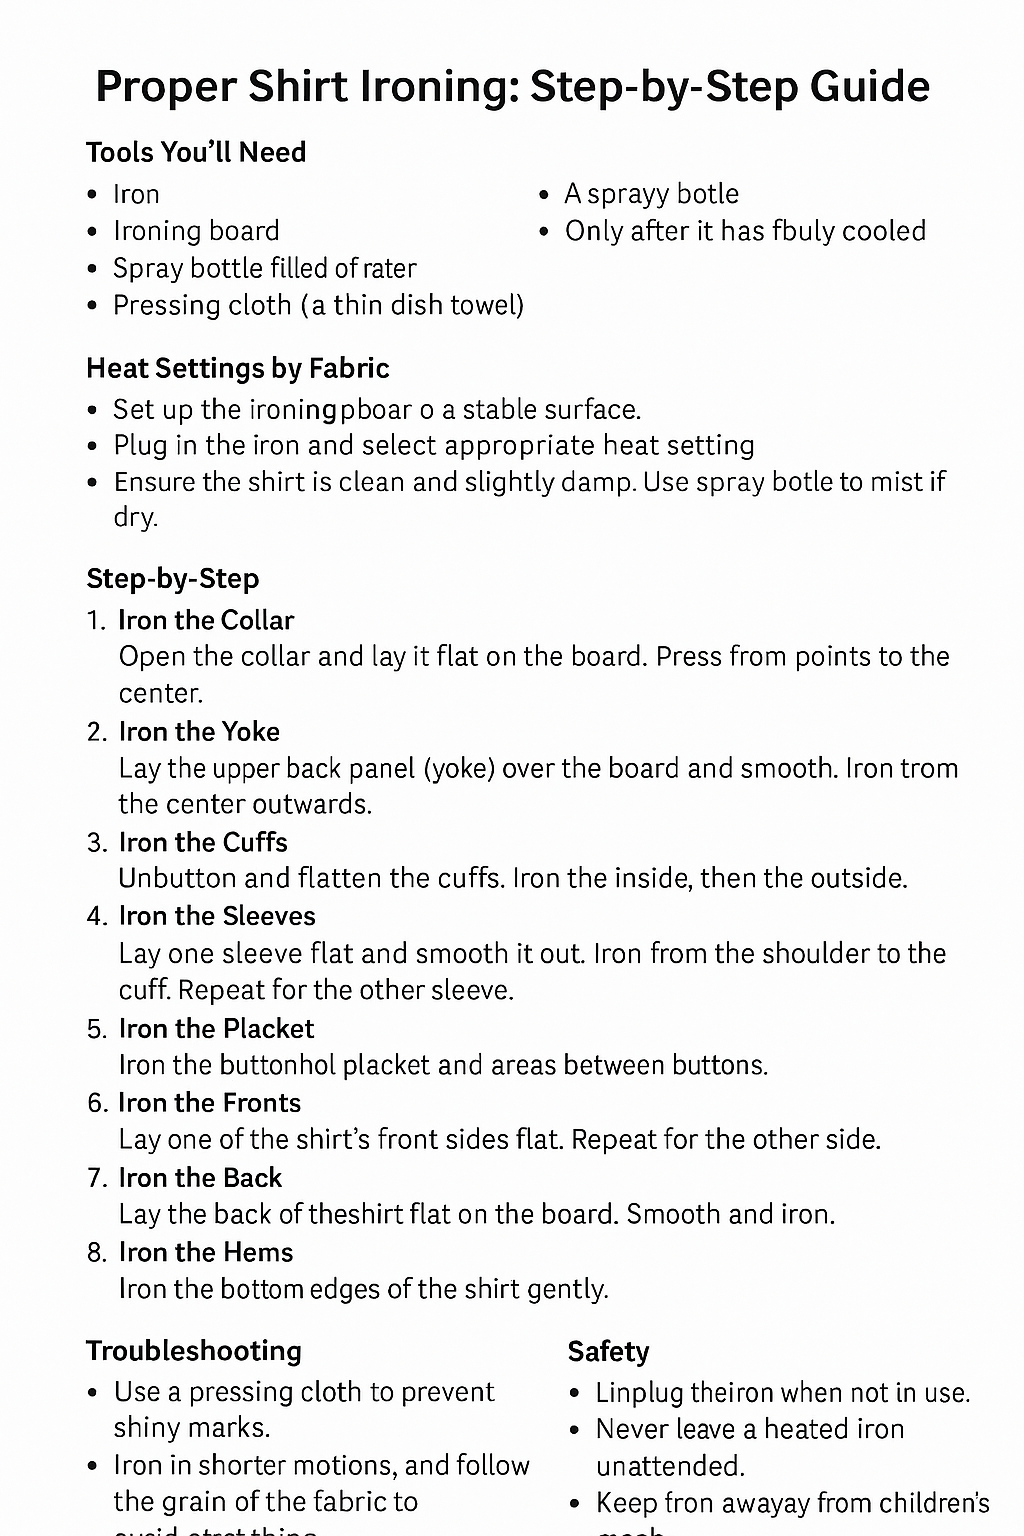 Proper Shirt Ironing: Step-by-Step Guide
Tools You'll Need
• Iron
• Ironing board
• Spray bottle filled of rater
• Pressing cloth (a thin dish towel)
• A sprayy botle
• Only after it has fbuly cooled
Heat Settings by Fabric
• Set up the ironingpboar o a stable surface.
• Plug in the iron and select appropriate heat setting
• Ensure the shirt is clean and slightly damp. Use spray botle to mist if
dry.
Step-by-Step
1. Iron the Collar
Open the collar and lay it flat on the board. Press from points to the
center.
2. Iron the Yoke
Lay the upper back panel (yoke) over the board and smooth. Iron trom
the center outwards.
3. Iron the Cuffs
Unbutton and flatten the cuffs. Iron the inside, then the outside.
4. Iron the Sleeves
Lay one sleeve flat and smooth it out. Iron from the shoulder to the
cuff. Repeat for the other sleeve.
5. Iron the Placket
Iron the buttonhol placket and areas between buttons.
6. Iron the Fronts
Lay one of the shirt's front sides flat. Repeat for the other side.
7. Iron the Back
Lay the back of theshirt flat on the board. Smooth and iron.
8. Iron the Hems
Iron the bottom edges of the shirt gently.
Troubleshooting
• Use a pressing cloth to prevent
shiny marks.
• Iron in shorter motions, and follow
the grain of the fabric to
Safety
• Linplug theiron when not in use.
• Never leave a heated iron
unattended.
• Keep fron awayay from children's